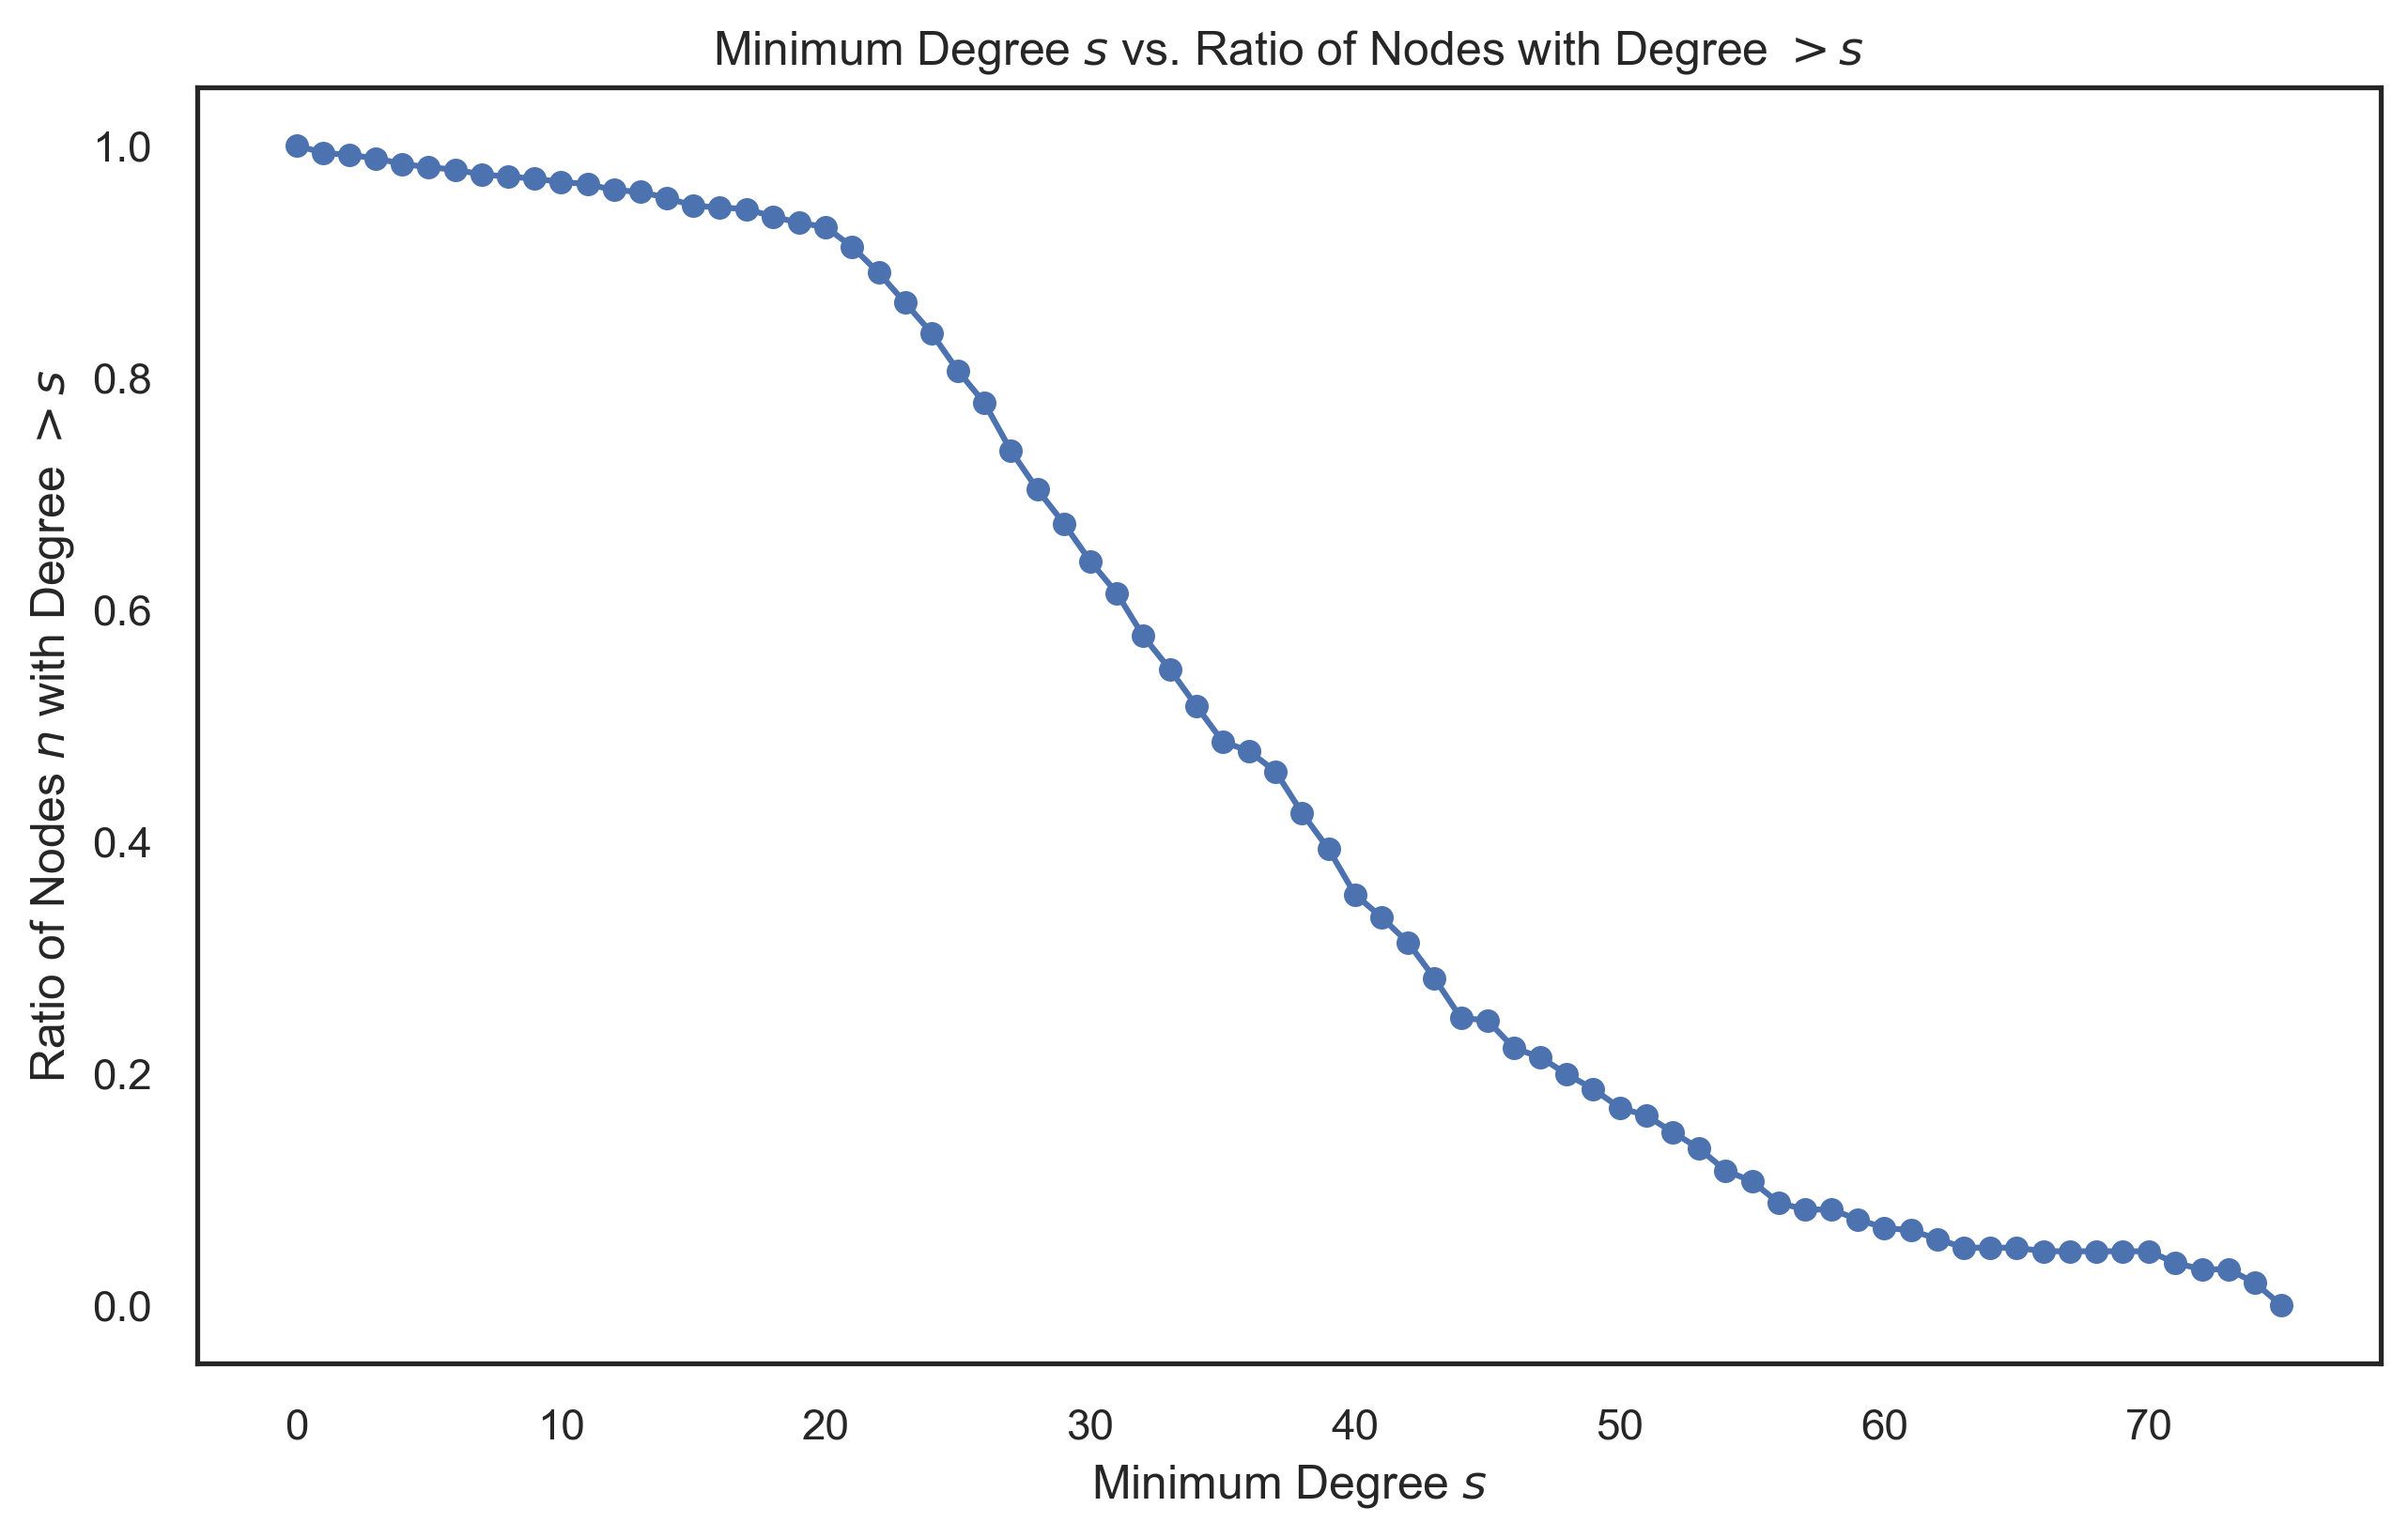 Minimum Degree s vs. Ratio of Nodes with Degree > s
Ratio of Nodes n with Degree > s
1.0
0.8
0.6
0.4
0.2
0.0
0 10 20 30 40 50 60 70
Minimum Degree s